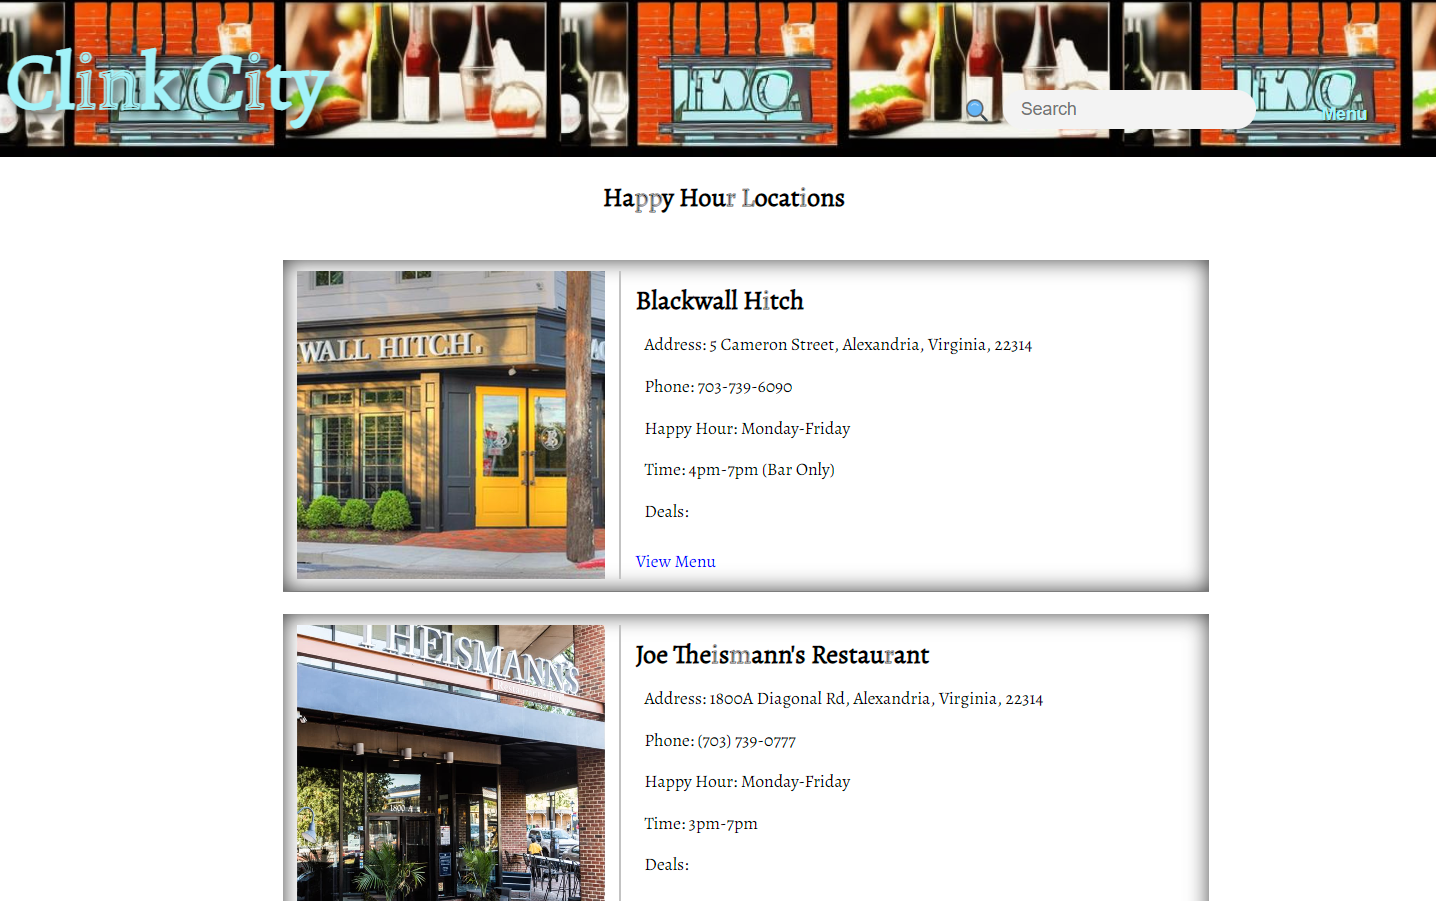 Clink City
Search
Menu
Happy Hour Locations
WALL HITCH.
Blackwall Hitch
Address: 5 Cameron Street, Alexandria, Virginia, 22314
Phone: 703-739-6090
Happy Hour: Monday-Friday
Time: 4pm-7pm (Bar Only)
Deals:
View Menu
THEISMANN'S
1800 A
Joe Theismann's Restaurant
Address: 1800A Diagonal Rd, Alexandria, Virginia, 22314
Phone: (703) 739-0777
Happy Hour: Monday-Friday
Time: 3pm-7pm
Deals: